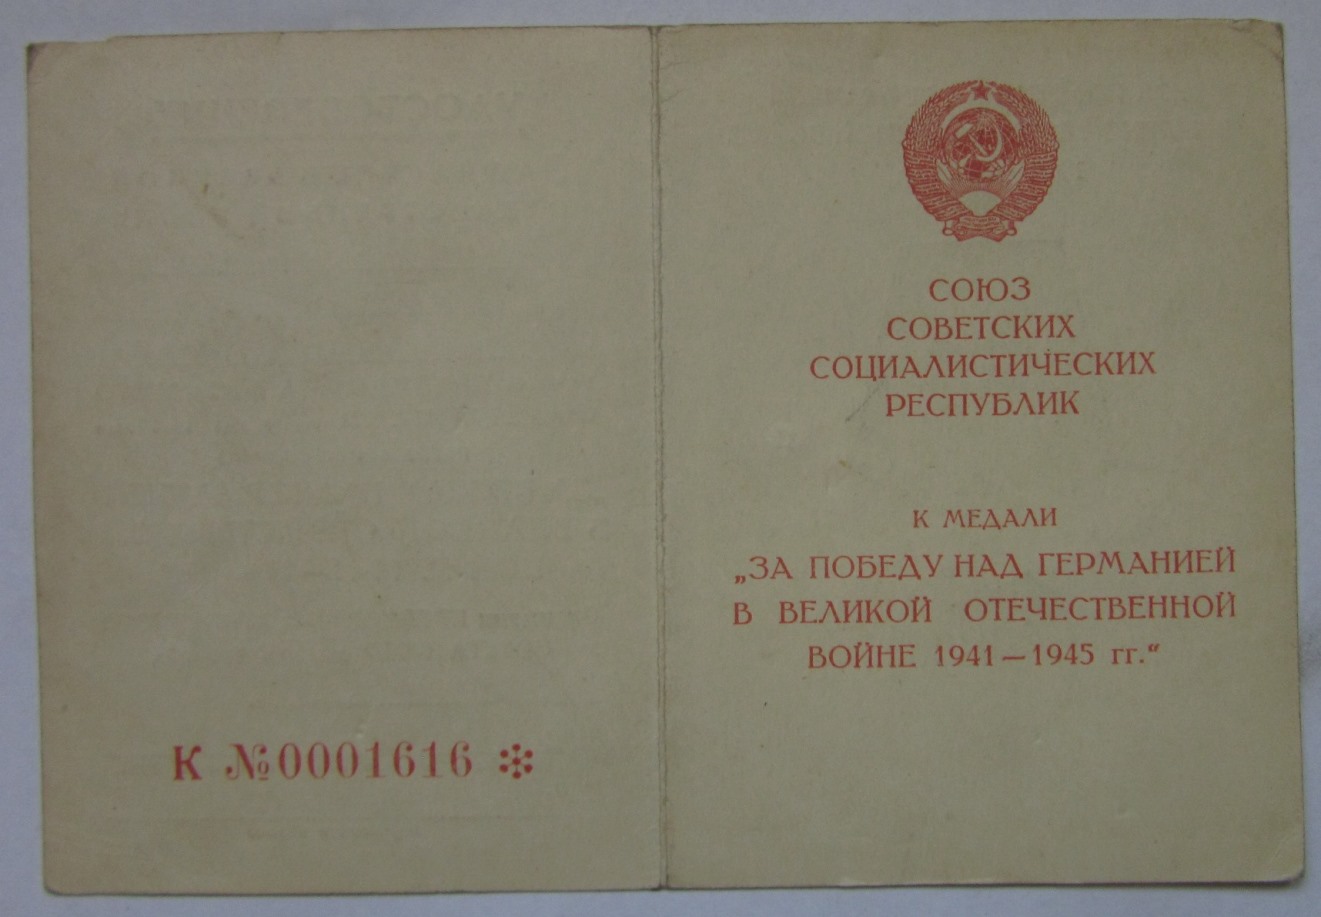 К №0001616
СОЮЗ
СОВЕТСКИХ
СОЦИАЛИСТИЧЕСКИХ
РЕСПУБЛИК
К МЕДАЛИ
„ЗА ПОБЕДУ НАД ГЕРМАНИЕЙ
В ВЕЛИКОЙ ОТЕЧЕСТВЕННОЙ
ВОЙНЕ 1941—1945 гг.“